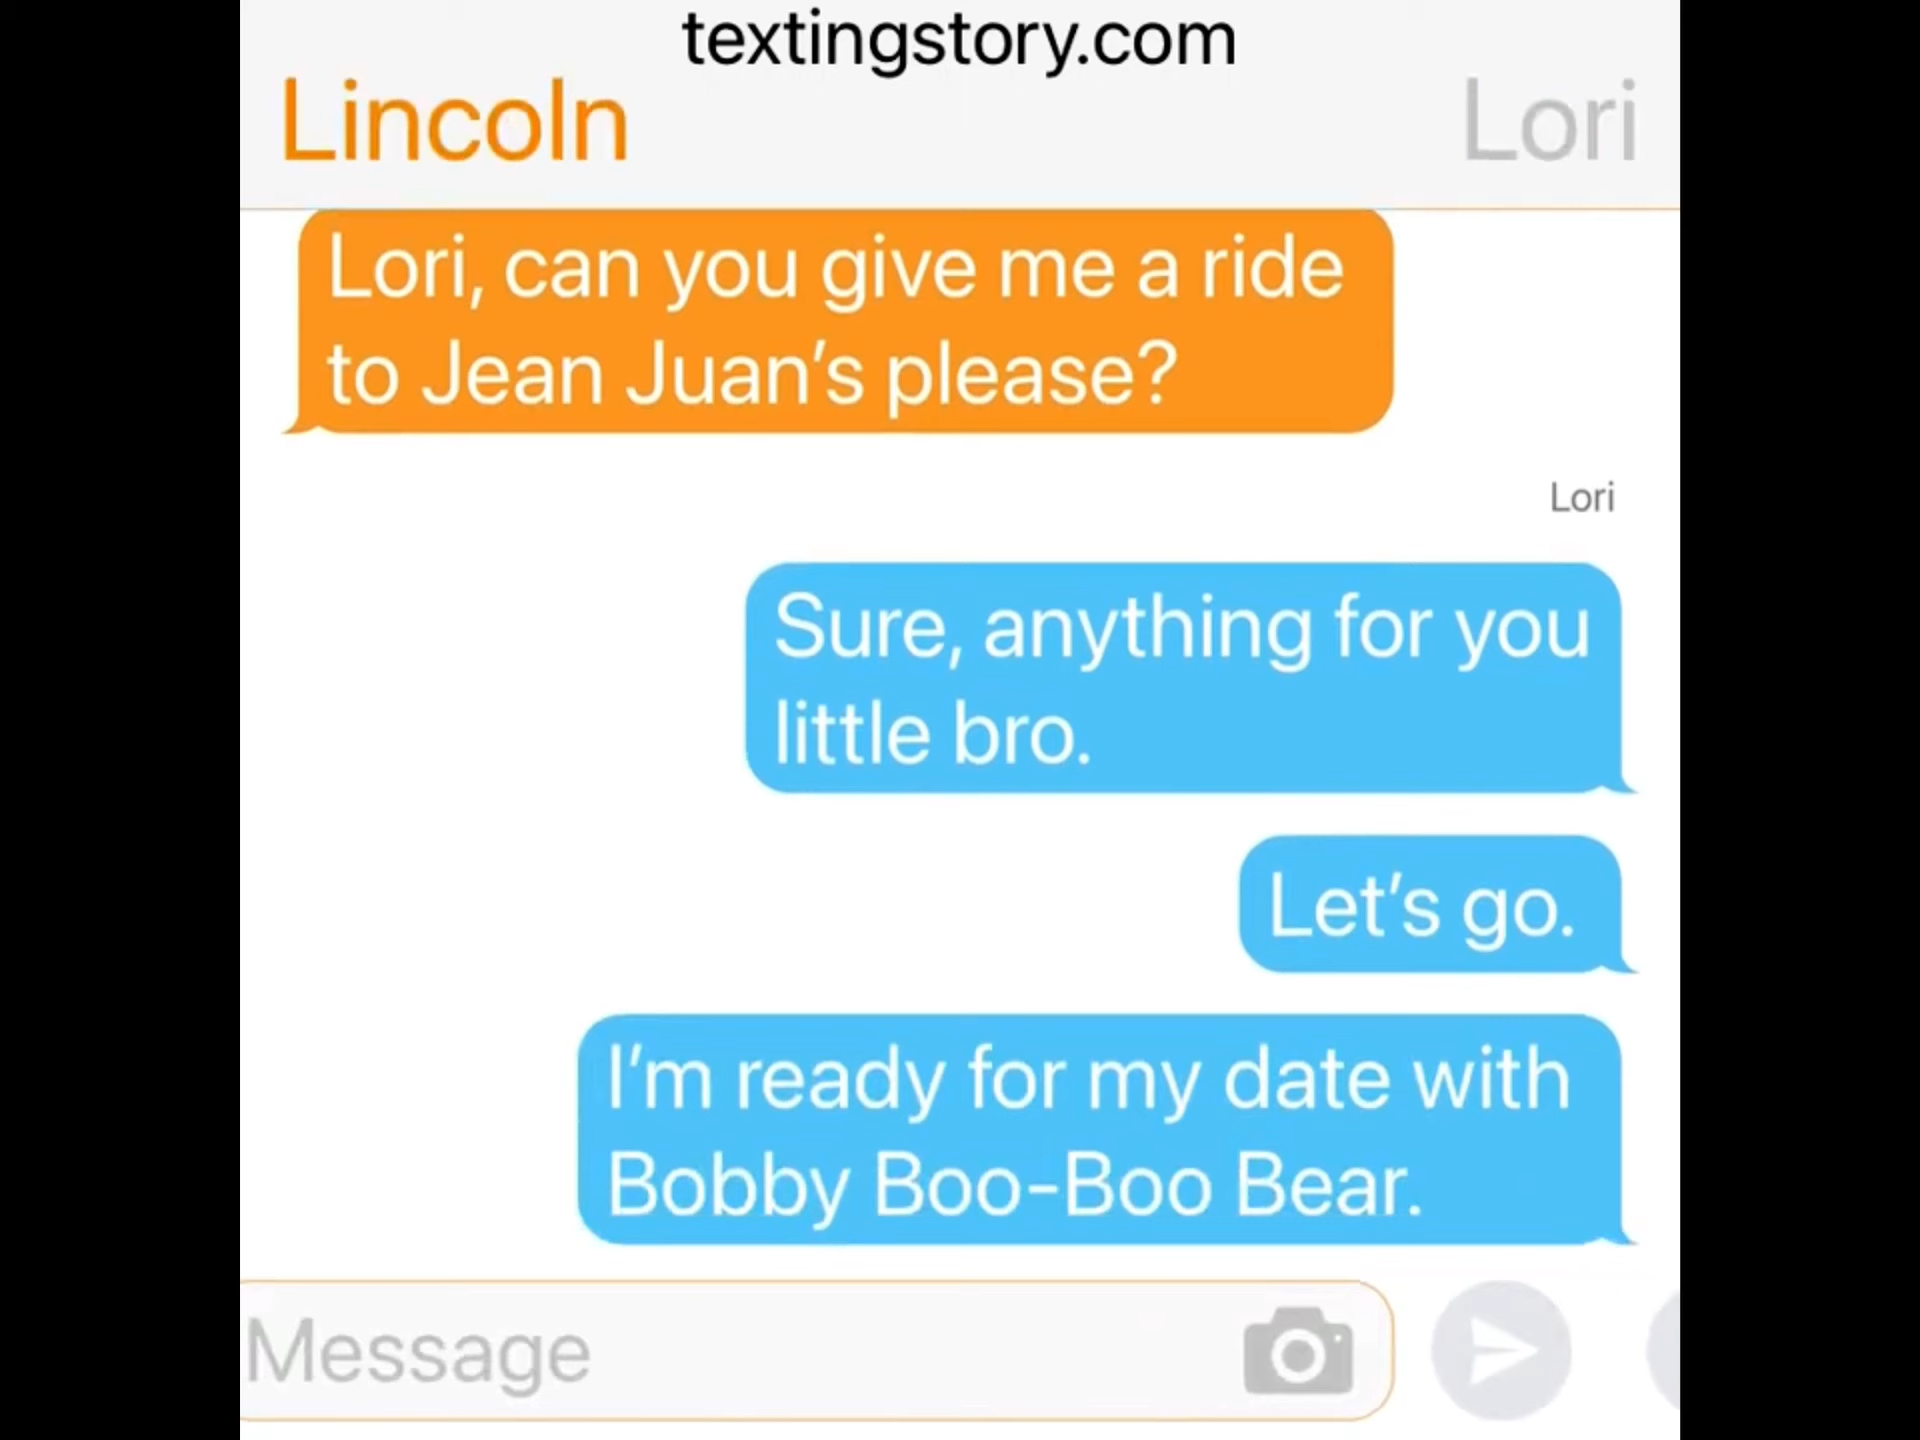 textingstory.com
Lincoln
Lori
Lori, can you give me a ride
to Jean Juan’s please?
Lori
Sure, anything for you
little bro.
Let’s go.
I’m ready for my date with
Bobby Boo-Boo Bear.
Message